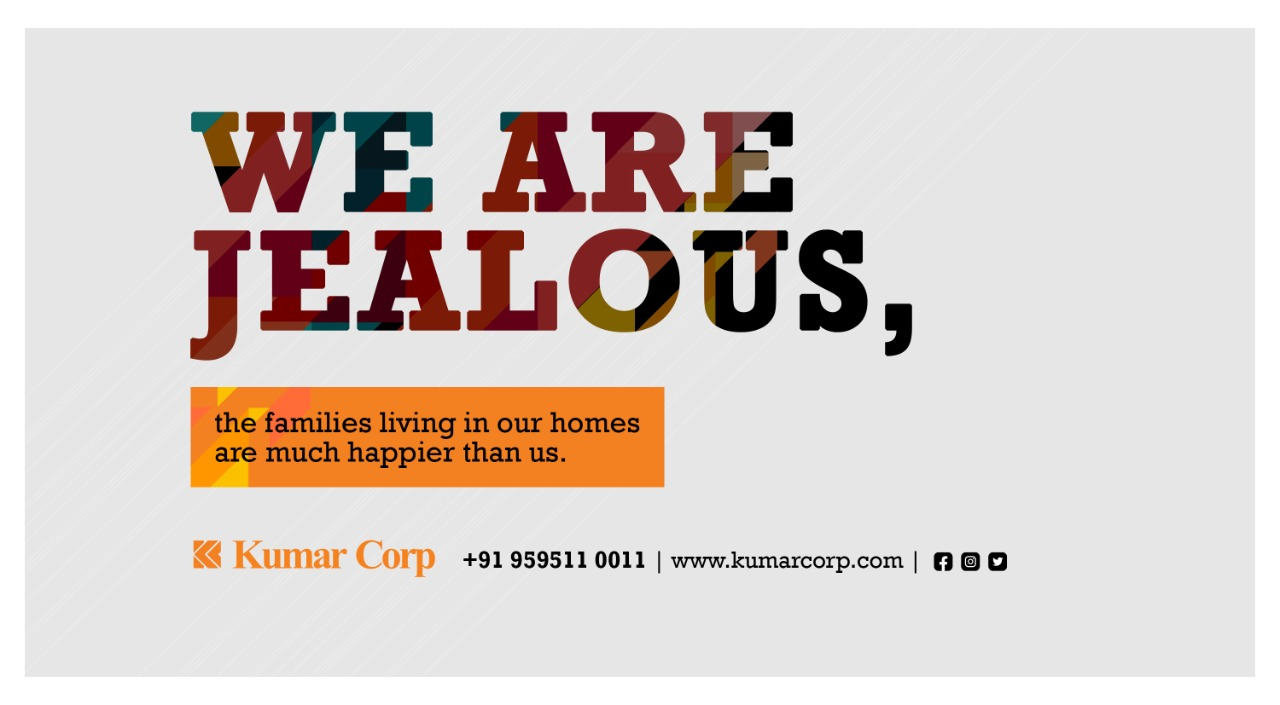 WE ARE
JEALOUS,
the families living in our homes
are much happier than us.
Kumar Corp +91 959511 0011 | www.kumarcorp.com |